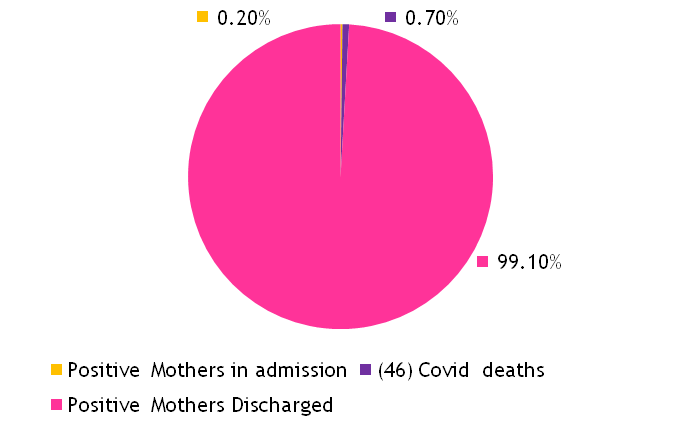 0.20% 0.70%
99.10%
Positive Mothers in admission (46) Covid deaths
Positive Mothers Discharged